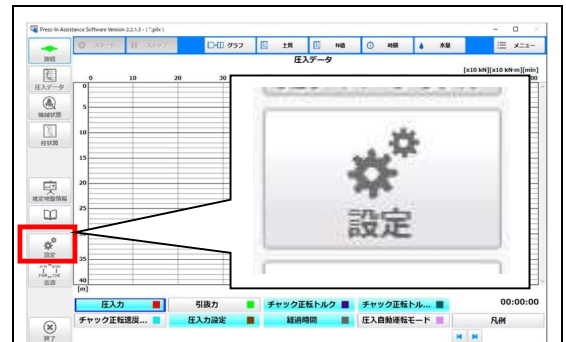 Press-In Assistance Software Version 2.2.1.3 - ( *.pilx )
接続
スタート
ストップ
グラフ
土質
N値
時間
水量
メニュー
圧入データ
[x10 kN][x10 kN·m][min]
0 10 20 30
0
5
10
15
20
25
35
40
[m]
圧入データ
機械状態
柱状図
推定地盤情報
設定
言語
終了
設定
圧入力
引抜力
チャック正転トルク
チャック正転トル...
00:00:00
チャック正転速度...
圧入力設定
経過時間
圧入自動運転モード
凡例